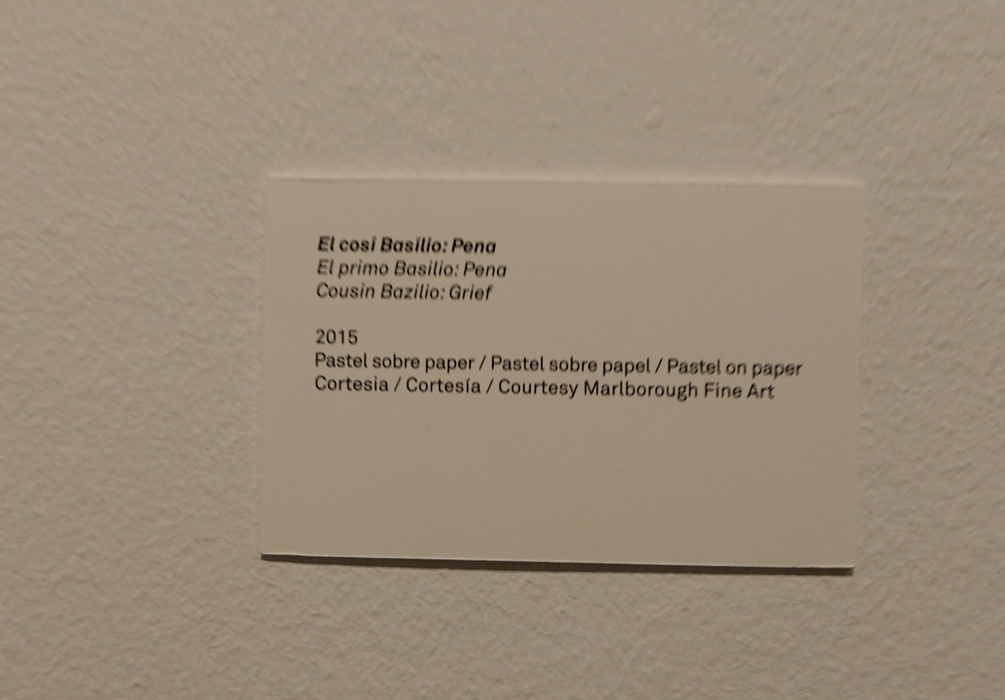 El cosí Basílio: Pena
El primo Basilio: Pena
Cousin Bazilio: Grief
2015
Pastel sobre paper / Pastel sobre papel / Pastel on paper
Cortesia / Cortesía / Courtesy Marlborough Fine Art